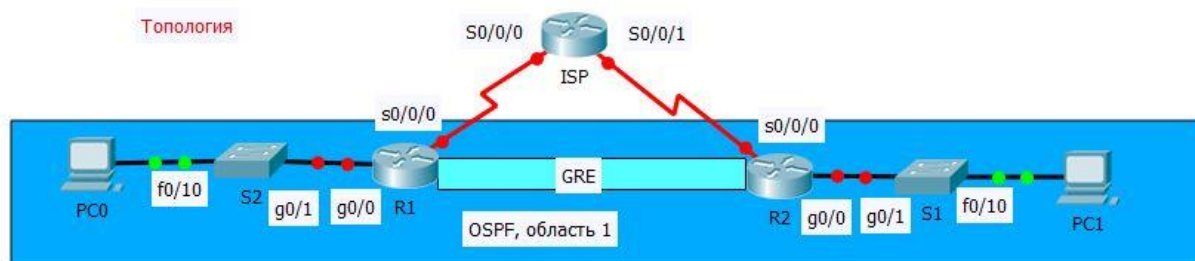 Топология
S0/0/0
S0/0/1
ISP
s0/0/0
s0/0/0
PC0
f0/10
S2
g0/1
g0/0
R1
GRE
OSPF, область 1
R2
g0/0
g0/1
S1
f0/10
PC1